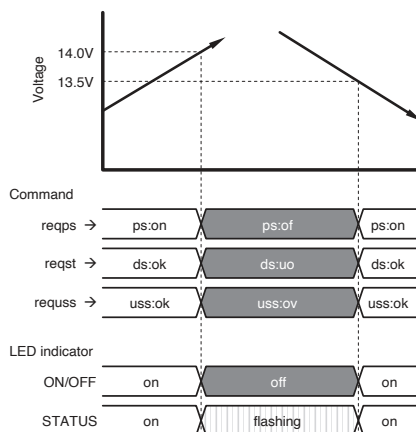 Voltage
14.0V
13.5V
Command
reqps → ps:on ps:of ps:on
reqst → ds:ok ds:uo ds:ok
requss → uss:ok uss:ov uss:ok
LED indicator
ON/OFF on off on
STATUS on flashing on